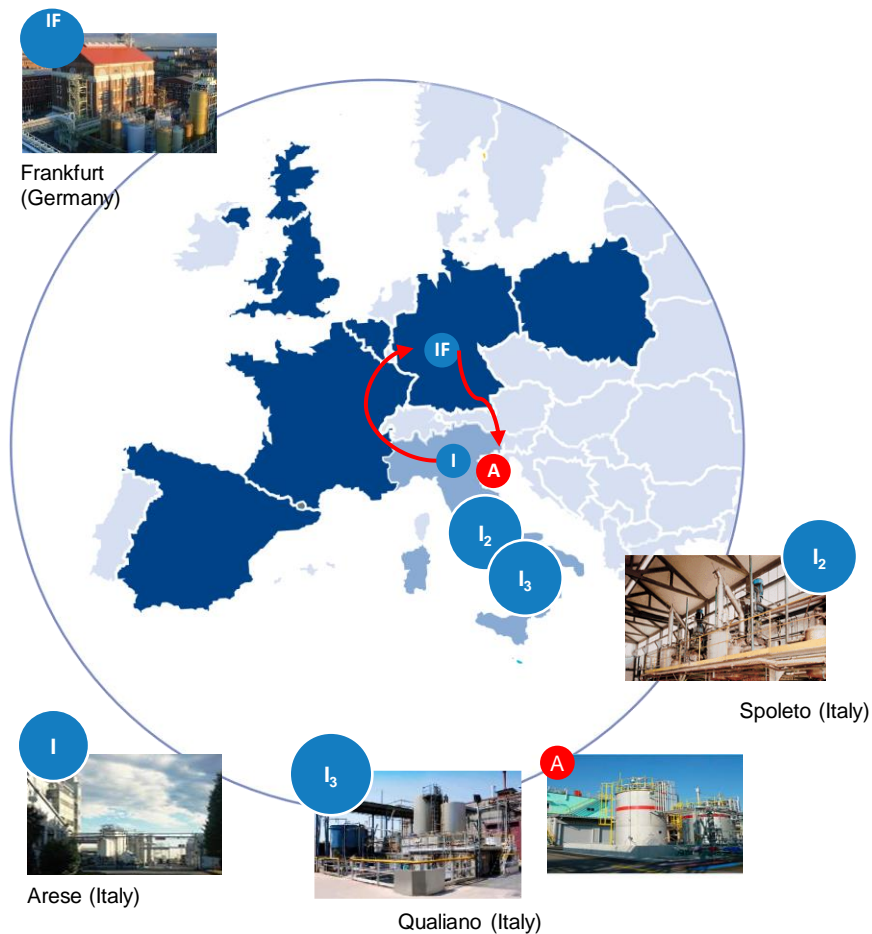 IF
Frankfurt
(Germany)
IF
I
A
I₂
I₃
I₂
Spoleto (Italy)
I
I₃
A
Arese (Italy)
Qualiano (Italy)